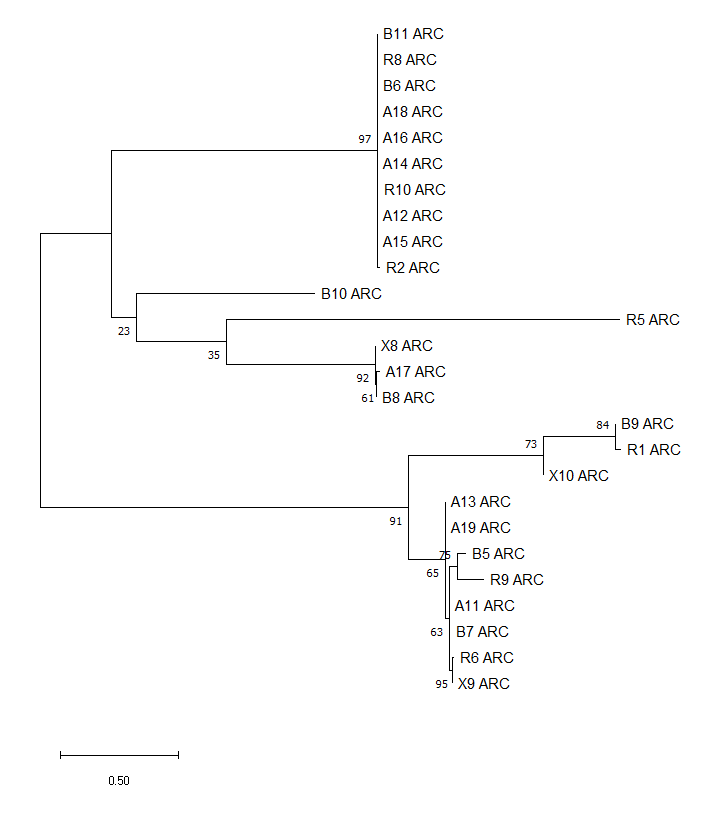 B11 ARC
R8 ARC
B6 ARC
A18 ARC
97
A16 ARC
A14 ARC
R10 ARC
A12 ARC
A15 ARC
R2 ARC
B10 ARC
R5 ARC
23
X8 ARC
35
A17 ARC
92
B8 ARC
61
B9 ARC
84
R1 ARC
73
X10 ARC
A13 ARC
91
A19 ARC
B5 ARC
75
R9 ARC
65
A11 ARC
B7 ARC
63
R6 ARC
X9 ARC
95
0.50